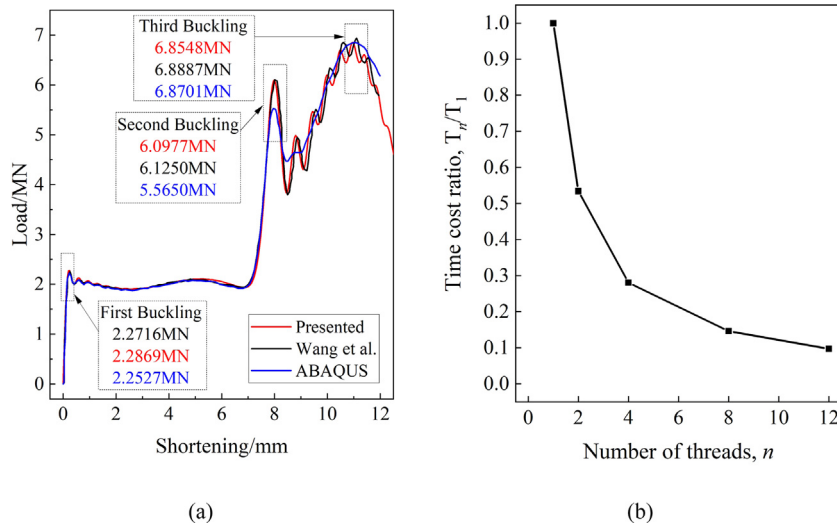 Third Buckling
6.8548MN
6.8887MN
6.8701MN
Second Buckling
6.0977MN
6.1250MN
5.5650MN
First Buckling
2.2716MN
2.2869MN
2.2527MN
Presented
Wang et al.
ABAQUS
Load/MN
7
6
5
4
3
2
1
0
0 2 4 6 8 10 12
Shortening/mm
(a)
Time cost ratio, Tn/T1
1.0
0.9
0.8
0.7
0.6
0.5
0.4
0.3
0.2
0.1
0.0
0 2 4 6 8 10 12
Number of threads, n
(b)